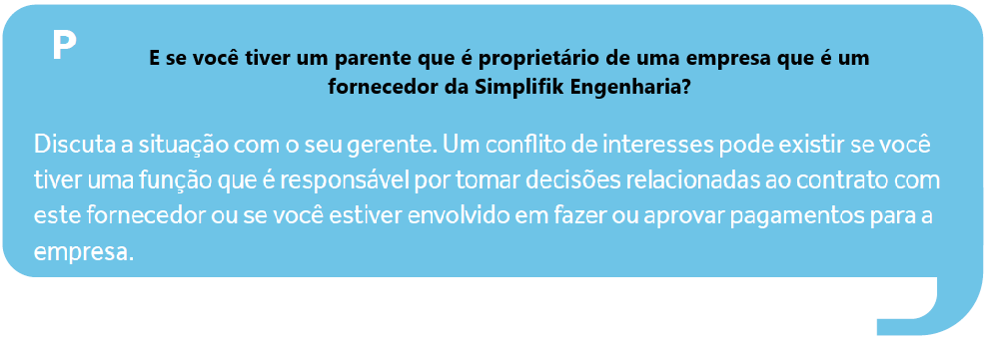 P
E se você tiver um parente que é proprietário de uma empresa que é um
fornecedor da Simplifik Engenharia?
Discuta a situação com o seu gerente. Um conflito de interesses pode existir se você
tiver uma função que é responsável por tomar decisões relacionadas ao contrato com
este fornecedor ou se você estiver envolvido em fazer ou aprovar pagamentos para a
empresa.